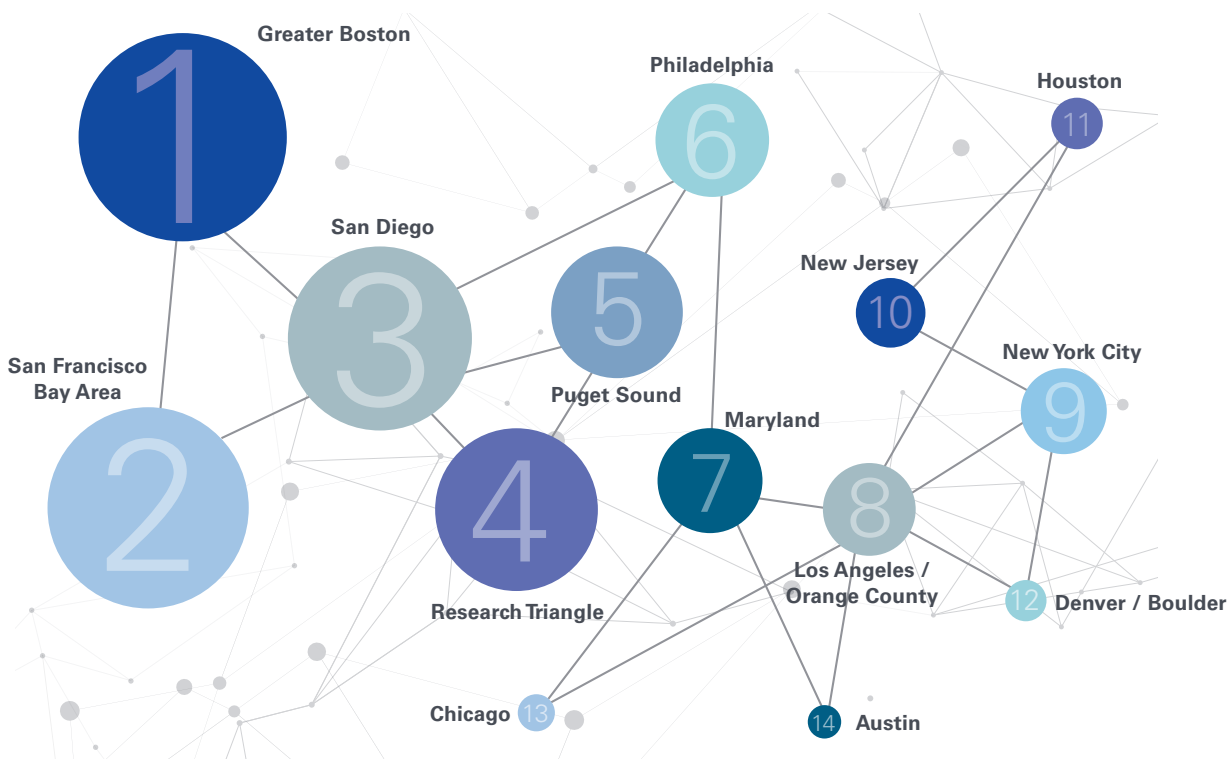 Greater Boston
1
Philadelphia
6
Houston
11
San Diego
3
5
Puget Sound
New Jersey
10
New York City
9
San Francisco
Bay Area
2
Maryland
7
4
Research Triangle
8
Los Angeles /
Orange County
12
Denver / Boulder
Chicago
13
14
Austin